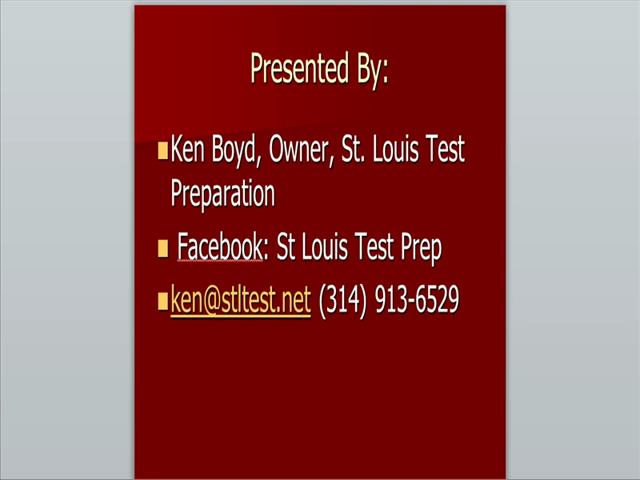 Presented By:
Ken Boyd, Owner, St. Louis Test
Preparation
Facebook: St Louis Test Prep
ken@stltest.net (314) 913-6529